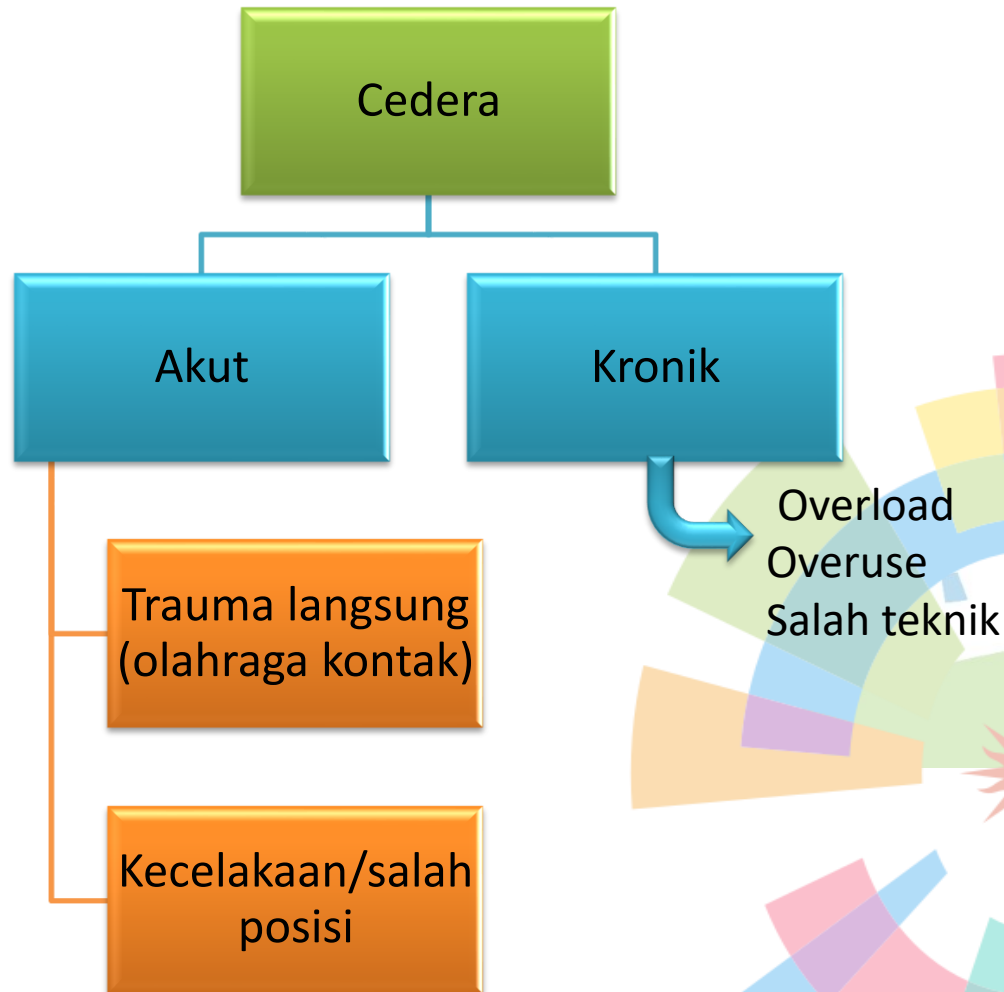 Cedera
Akut
Kronik
Overload
Overuse
Salah teknik
Trauma langsung
(olahraga kontak)
Kecelakaan/salah
posisi